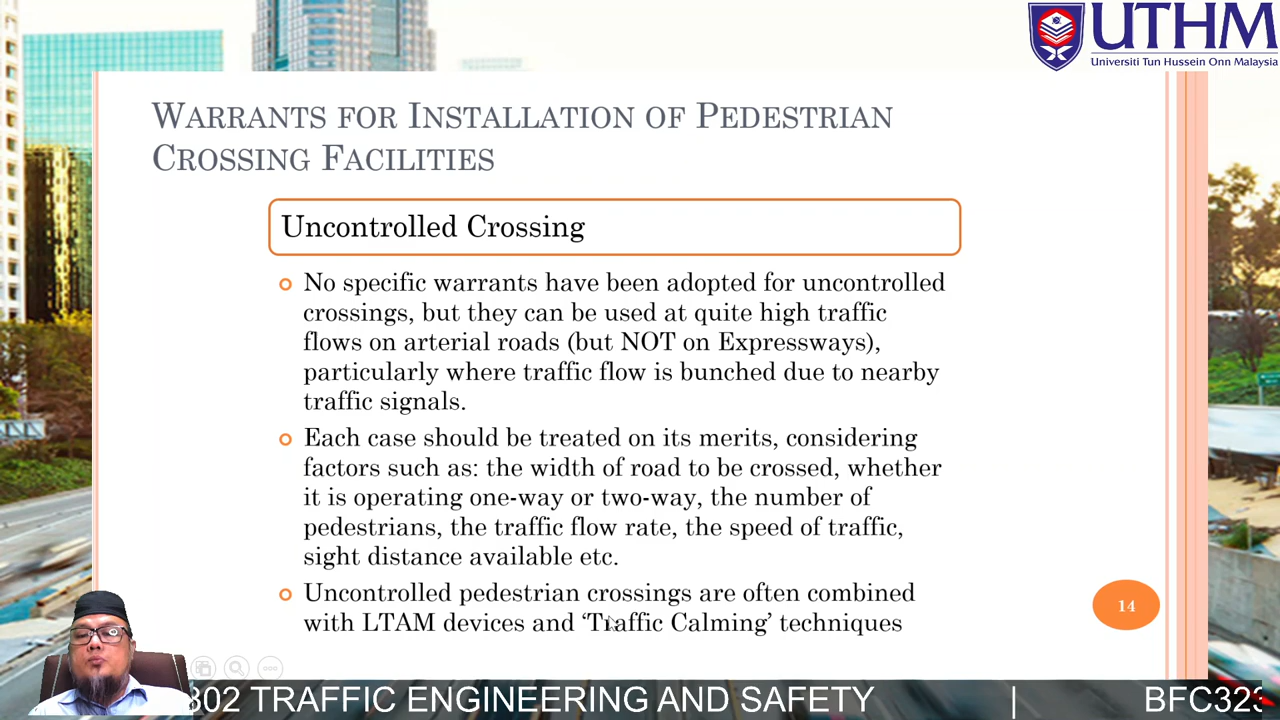 UTHM
Universiti Tun Hussein Onn Malaysia
WARRANTS FOR INSTALLATION OF PEDESTRIAN
CROSSING FACILITIES
Uncontrolled Crossing
No specific warrants have been adopted for uncontrolled
crossings, but they can be used at quite high traffic
flows on arterial roads (but NOT on Expressways),
particularly where traffic flow is bunched due to nearby
traffic signals.
Each case should be treated on its merits, considering
factors such as: the width of road to be crossed, whether
it is operating one-way or two-way, the number of
pedestrians, the traffic flow rate, the speed of traffic,
sight distance available etc.
Uncontrolled pedestrian crossings are often combined
with LTAM devices and ‘Traffic Calming’ techniques
14
302 TRAFFIC ENGINEERING AND SAFETY | BFC323